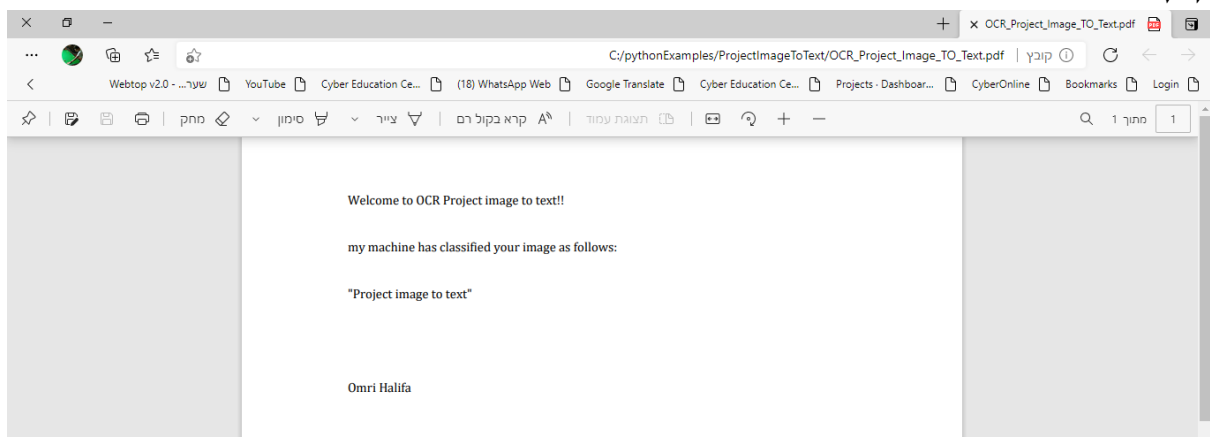 OCR_Project_Image_TO_Text.pdf
C:/pythonExamples/ProjectImageToText/OCR_Project_Image_TO_Text.pdf | קובץ
Login
Bookmarks
CyberOnline
Projects - Dashboar...
Cyber Education Ce...
Google Translate
(18) WhatsApp Web
Cyber Education Ce...
YouTube
Webtop v2.0 - ...שער
1 מתוך 1
תצוגת עמוד
קרא בקול רם
צייר
סימון
מחק
Welcome to OCR Project image to text!!
my machine has classified your image as follows:
"Project image to text"
Omri Halifa